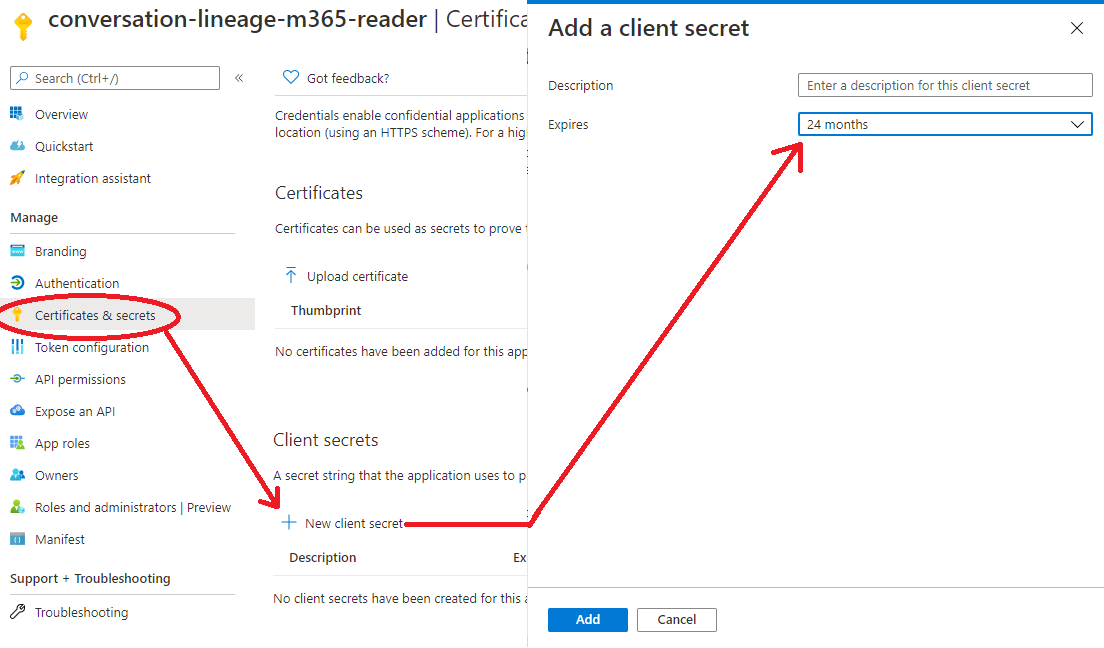 conversation-lineage-m365-reader | Certifica
Search (Ctrl+/)
«
Overview
Quickstart
Integration assistant
Manage
Branding
Authentication
Certificates & secrets
Token configuration
API permissions
Expose an API
App roles
Owners
Roles and administrators | Preview
Manifest
Support + Troubleshooting
Troubleshooting
Got feedback?
Credentials enable confidential applications
location (using an HTTPS scheme). For a hig
Certificates
Certificates can be used as secrets to prove t
Upload certificate
Thumbprint
No certificates have been added for this app
Client secrets
A secret string that the application uses to p
New client secret
Description Ex
No client secrets have been created for this a
Add a client secret
Description
Enter a description for this client secret
Expires
24 months
Add
Cancel